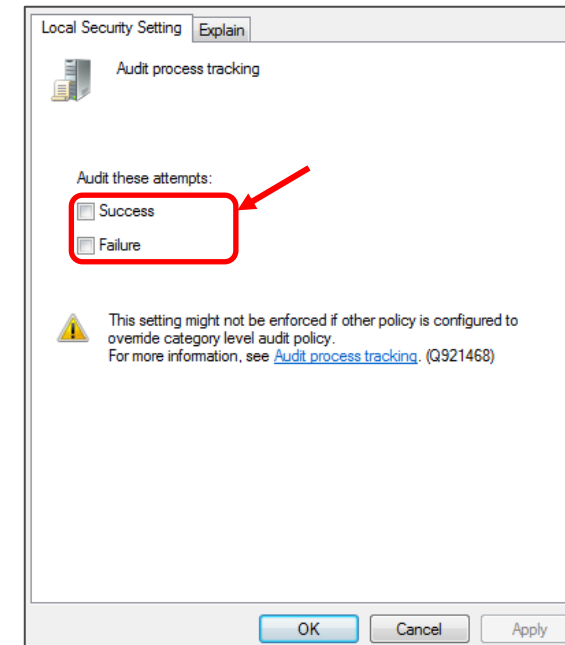 Local Security Setting Explain
Audit process tracking
Audit these attempts:
Success
Failure
This setting might not be enforced if other policy is configured to
override category level audit policy.
For more information, see Audit process tracking. (Q921468)
OK Cancel Apply